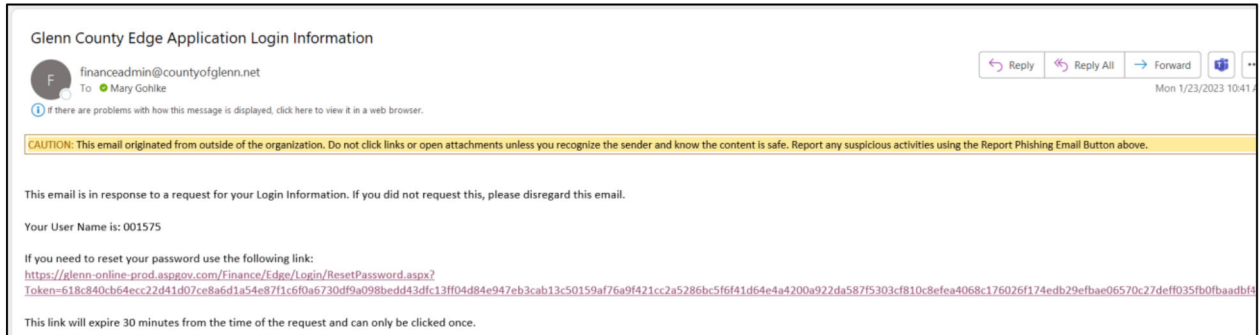 Glenn County Edge Application Login Information
F
financeadmin@countyofglenn.net
To Mary Gohlke
Reply Reply All Forward
Mon 1/23/2023 10:41 A
If there are problems with how this message is displayed, click here to view it in a web browser.
CAUTION: This email originated from outside of the organization. Do not click links or open attachments unless you recognize the sender and know the content is safe. Report any suspicious activities using the Report Phishing Email Button above.
This email is in response to a request for your Login Information. If you did not request this, please disregard this email.
Your User Name is: 001575
If you need to reset your password use the following link:
https://glenn-online-prod.aspgov.com/Finance/Edge/Login/ResetPassword.aspx?
Token=618c840cb64ecc22d41d07ce8a6d1a54e87f1c6f0a6730df9a098bedd43dfc13ff04d84e947eb3cab13c50159af76a9f421cc2a5286bc5f6f41d64e4a4200a922da587f5303cf810c8efea4068c176026f174edb29efbae06570c27deff035fb0fbaadbf4
This link will expire 30 minutes from the time of the request and can only be clicked once.